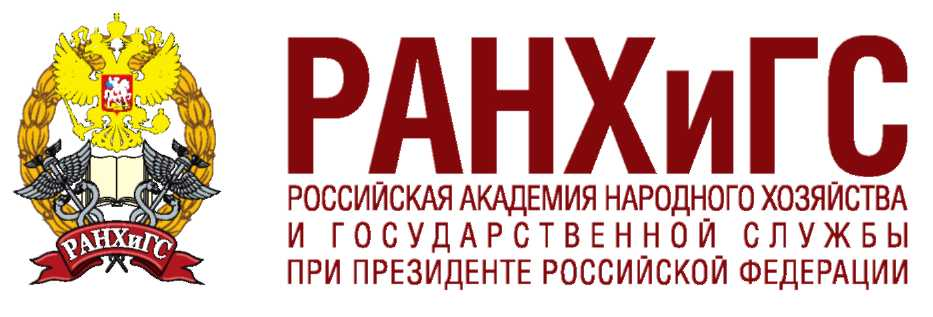 РАНХиГС
РАНХиГС
РОССИЙСКАЯ АКАДЕМИЯ НАРОДНОГО ХОЗЯЙСТВА
И ГОСУДАРСТВЕННОЙ СЛУЖБЫ
ПРИ ПРЕЗИДЕНТЕ РОССИЙСКОЙ ФЕДЕРАЦИИ